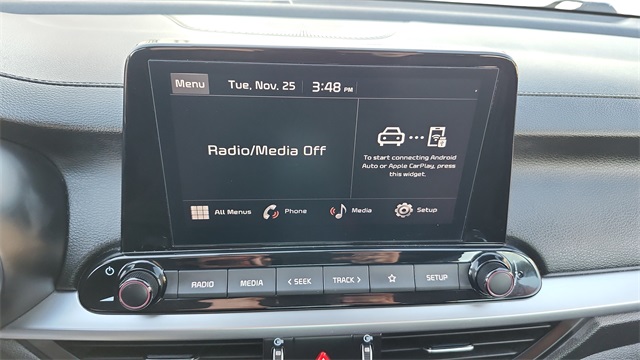 Menu Tue, Nov. 25 3:48 PM
Radio/Media Off
To start connecting Android
Auto or Apple CarPlay, press
this widget.
All Menus Phone Media Setup
RADIO MEDIA < SEEK TRACK > SETUP